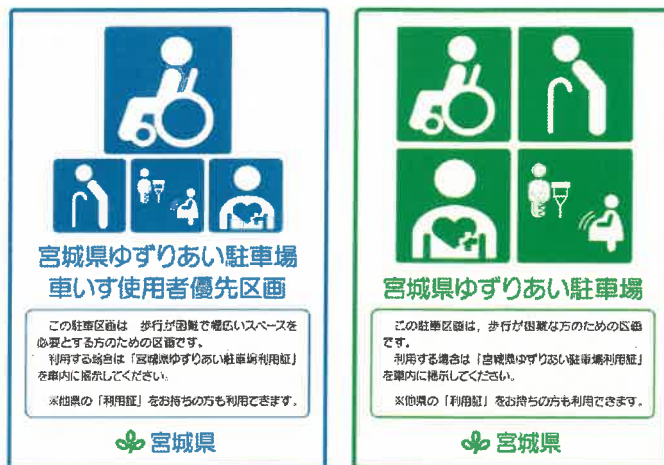 宮城県ゆずりあい駐車場
車いす使用者優先区画
この駐車区画は 歩行が困難で幅広いスペースを
必要とする方のための区画です。
利用する場合は「宮城県ゆずりあい駐車場利用証」
を車内に掲示してください。
※他県の「利用証」をお持ちの方も利用できます。
宮城県
宮城県ゆずりあい駐車場
この駐車区画は，歩行が困難な方のための区画
です。
利用する場合は「宮城県ゆずりあい駐車場利用証」
を車内に掲示してください。
※他県の「利用証」をお持ちの方も利用できます。
宮城県